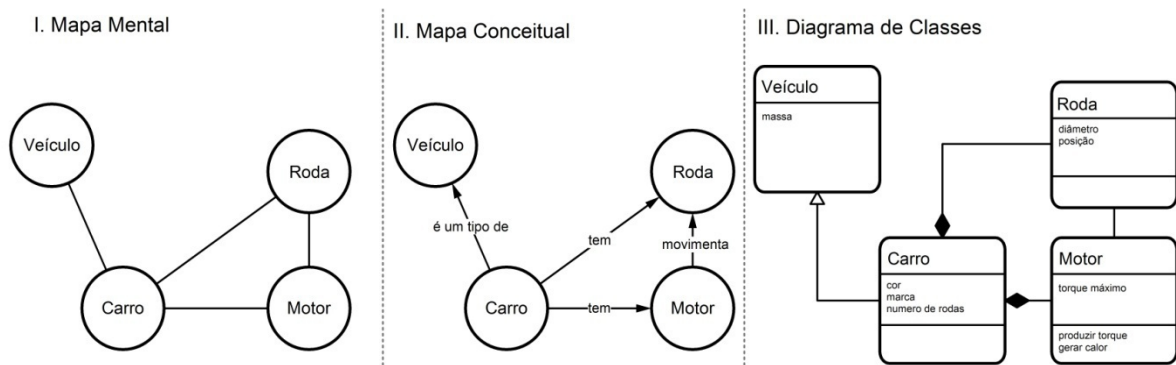 I. Mapa Mental
Veículo
Roda
Carro
Motor
II. Mapa Conceitual
Veículo
Roda
é um tipo de
tem
movimenta
Carro
tem
Motor
III. Diagrama de Classes
Veículo
massa
Roda
diâmetro
posição
Carro
cor
marca
numero de rodas
Motor
torque máximo
produzir torque
gerar calor